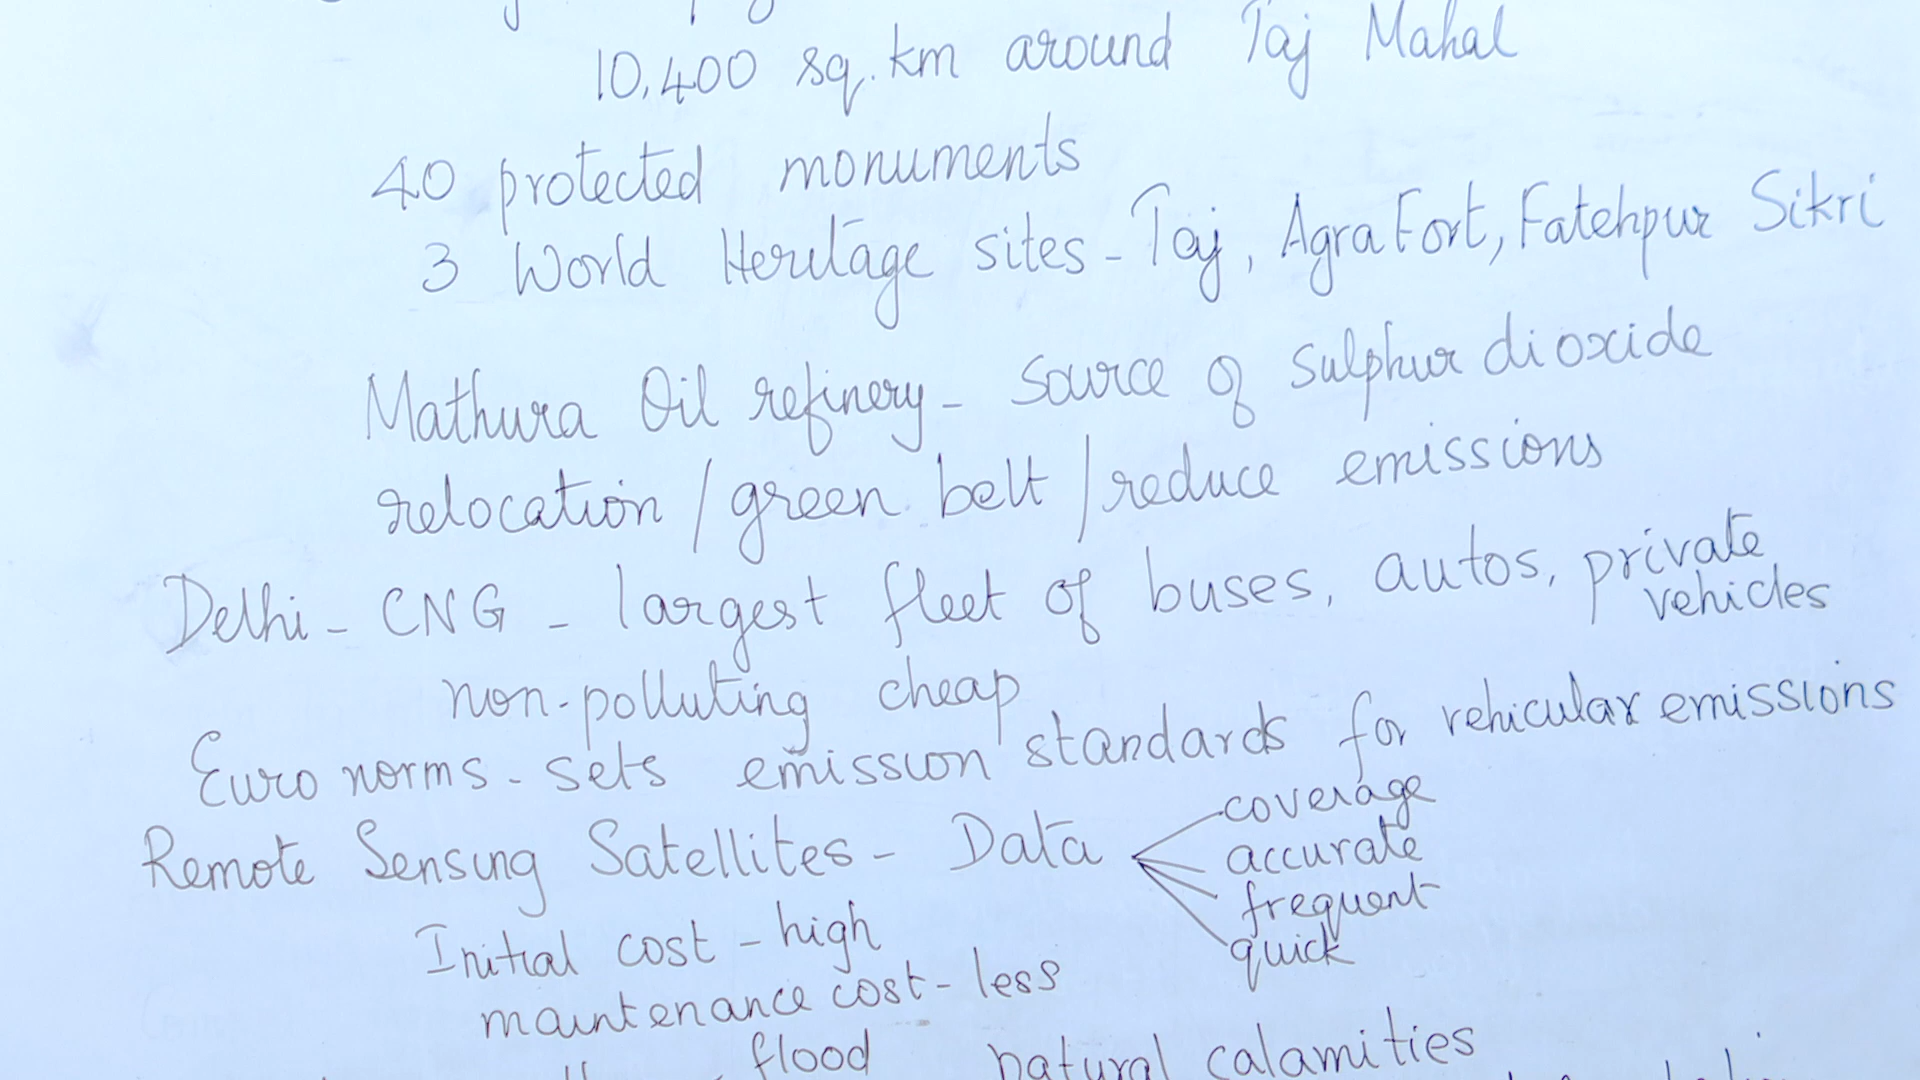 10,400 sq.km around Taj Mahal
40 protected monuments
3 World Heritage sites - Taj, Agra Fort, Fatehpur Sikri
Mathura Oil refinery - Source of Sulphur dioxide
relocation / green belt / reduce emissions
Delhi - CNG - largest fleet of buses, autos, private
vehicles
non-polluting cheap
Euro norms - sets emission standards for vehicular emissions
Remote Sensing Satellites - Data
coverage
accurate
frequent
quick
Initial cost - high
maintenance cost - less
flood natural calamities